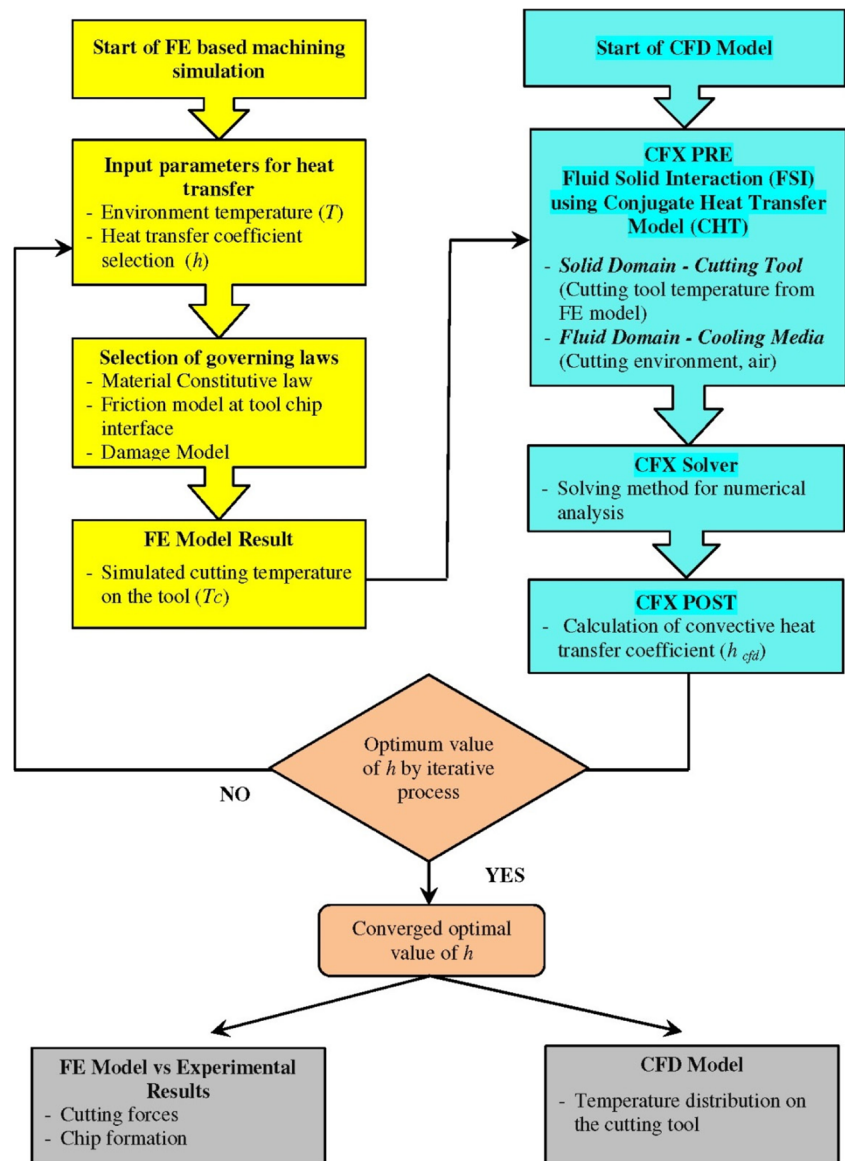 Start of FE based machining
simulation
Input parameters for heat
transfer
- Environment temperature (T)
- Heat transfer coefficient
selection (h)
Selection of governing laws
- Material Constitutive law
- Friction model at tool chip
interface
- Damage Model
FE Model Result
- Simulated cutting temperature
on the tool (Tc)
Start of CFD Model
CFX PRE
Fluid Solid Interaction (FSI)
using Conjugate Heat Transfer
Model (CHT)
- Solid Domain - Cutting Tool
(Cutting tool temperature from
FE model)
- Fluid Domain - Cooling Media
(Cutting environment, air)
CFX Solver
- Solving method for numerical
analysis
CFX POST
- Calculation of convective heat
transfer coefficient (h cfd)
Optimum value
of h by iterative
process
NO
YES
Converged optimal
value of h
FE Model vs Experimental
Results
- Cutting forces
- Chip formation
CFD Model
- Temperature distribution on
the cutting tool